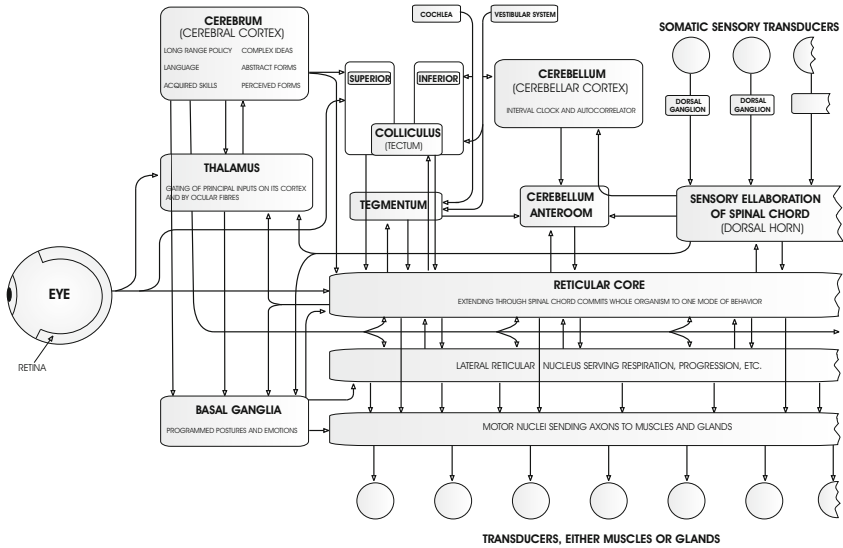 CEREBRUM
(CEREBRAL CORTEX)
LONG RANGE POLICY COMPLEX IDEAS
LANGUAGE ABSTRACT FORMS
ACQUIRED SKILLS PERCEIVED FORMS
COCHLEA
VESTIBULAR SYSTEM
SUPERIOR
INFERIOR
COLLICULUS
(TECTUM)
CEREBELLUM
(CEREBELLAR CORTEX)
INTERVAL CLOCK AND AUTOCORRELATOR
SOMATIC SENSORY TRANSDUCERS
DORSAL
GANGLION
DORSAL
GANGLION
THALAMUS
GATING OF PRINCIPAL INPUTS ON ITS CORTEX
AND BY OCULAR FIBRES
TEGMENTUM
CEREBELLUM
ANTEROOM
SENSORY ELLABORATION
OF SPINAL CHORD
(DORSAL HORN)
EYE
RETINA
RETICULAR CORE
EXTENDING THROUGH SPINAL CHORD COMMITS WHOLE ORGANISM TO ONE MODE OF BEHAVIOR
LATERAL RETICULAR NUCLEUS SERVING RESPIRATION, PROGRESSION, ETC.
BASAL GANGLIA
PROGRAMMED POSTURES AND EMOTIONS
MOTOR NUCLEI SENDING AXONS TO MUSCLES AND GLANDS
TRANSDUCERS, EITHER MUSCLES OR GLANDS